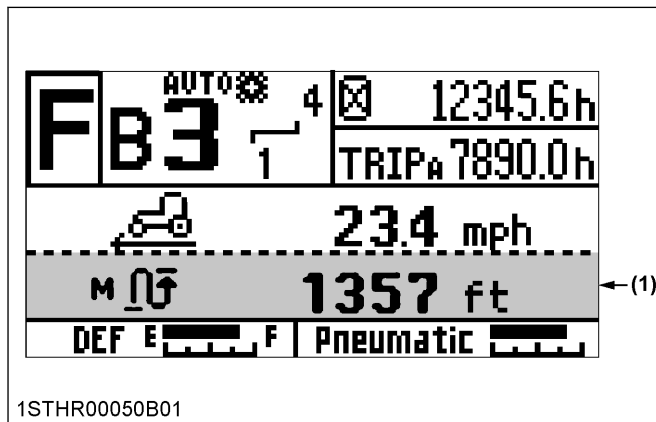 F B3 AUTO 1 4
12345.6h
TRIPA 7890.0h
23.4 mph
M 1357 ft
(1)
DEF E F Pneumatic
1STHR00050B01